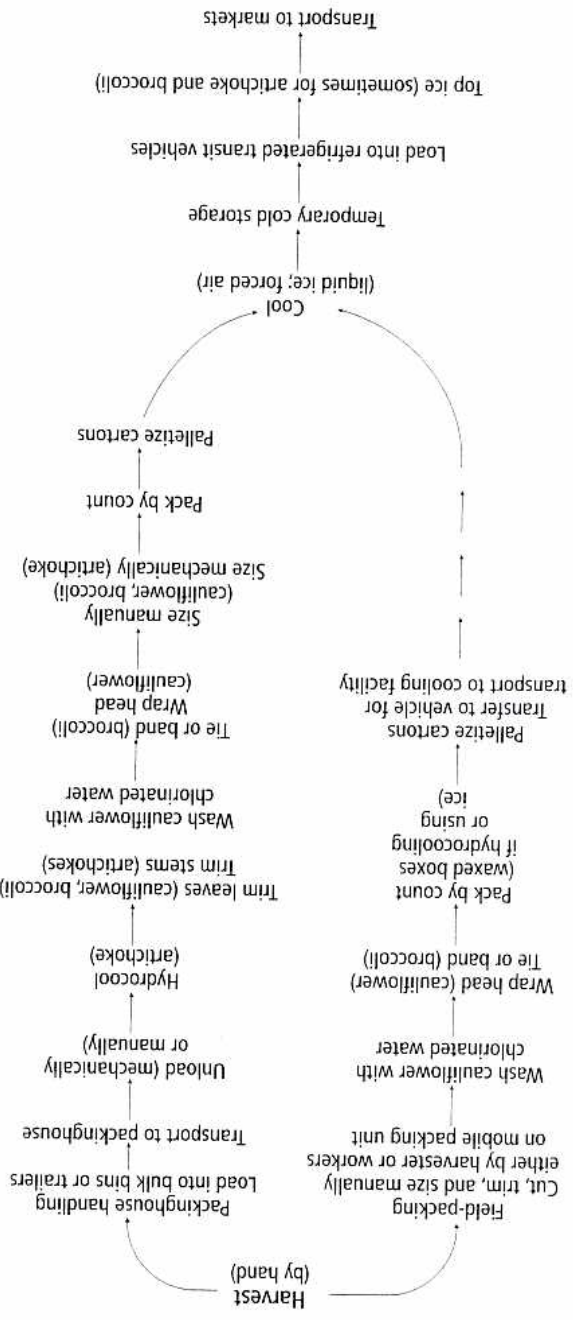 Harvest
(by hand)
Field-packing
Cut, trim, and size manually
either by harvester or workers
on mobile packing unit
Wash cauliflower with
chlorinated water
Wrap head (cauliflower)
Tie or band (broccoli)
Pack by count
(waxed boxes
if hydrocooling
or using
ice)
Palletize cartons
Transfer to vehicle for
transport to cooling facility
Packinghouse handling
Load into bulk bins or trailers
Transport to packinghouse
Unload (mechanically
or manually)
Hydrocool
(artichoke)
Trim leaves (cauliflower, broccoli)
Trim stems (artichokes)
Wash cauliflower with
chlorinated water
Tie or band (broccoli)
Wrap head
(cauliflower)
Size manually
(cauliflower, broccoli)
Size mechanically (artichoke)
Pack by count
Palletize cartons
Cool
(liquid ice; forced air)
Temporary cold storage
Load into refrigerated transit vehicles
Top ice (sometimes for artichoke and broccoli)
Transport to markets